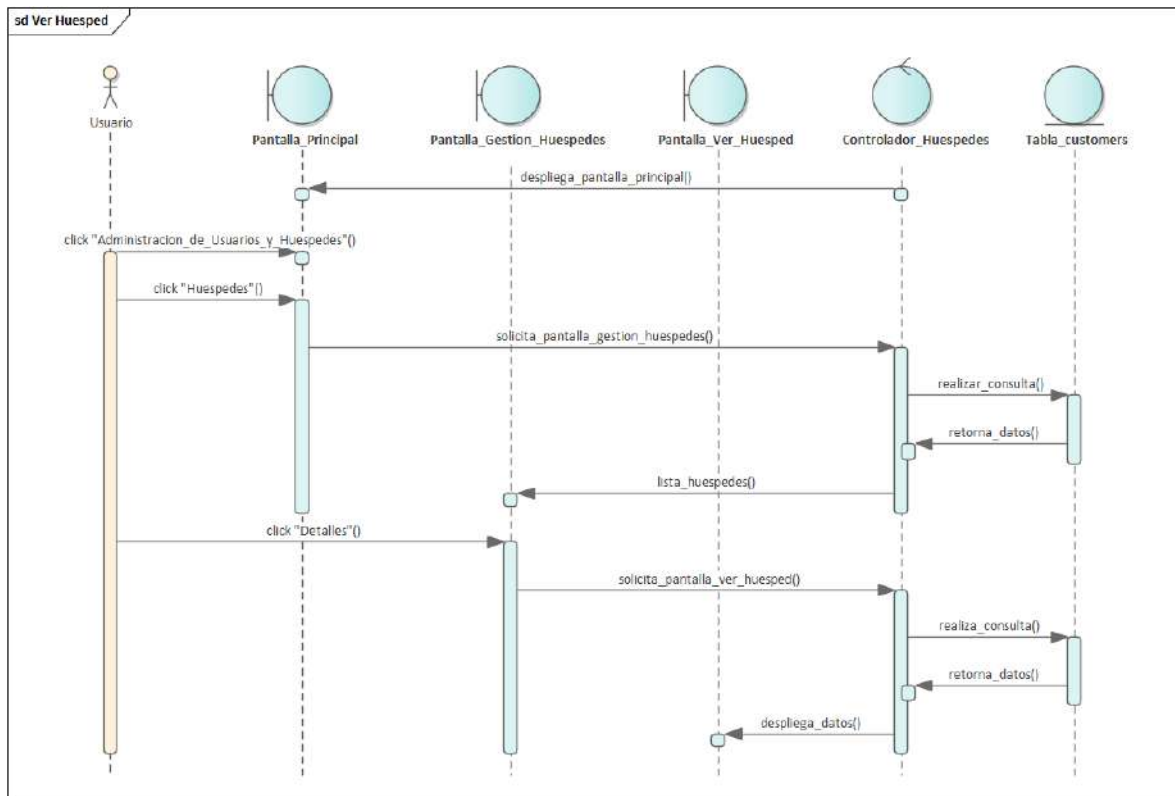 sd Ver Huesped
Usuario
Pantalla_Principal
Pantalla_Gestion_Huespedes
Pantalla_Ver_Husped
Controlador_Huespedes
Tabla_customers
despliega_pantalla_principal()
click "Administracion_de_Usuarios_y_Huespedes"()
click "Huespedes"()
solicita_pantalla_gestion_huespedes()
realizar_consulta()
retorna_datos()
lista_huespedes()
click "Detalles"()
solicita_pantalla_ver_huesped()
realiza_consulta()
retorna_datos()
despliega_datos()